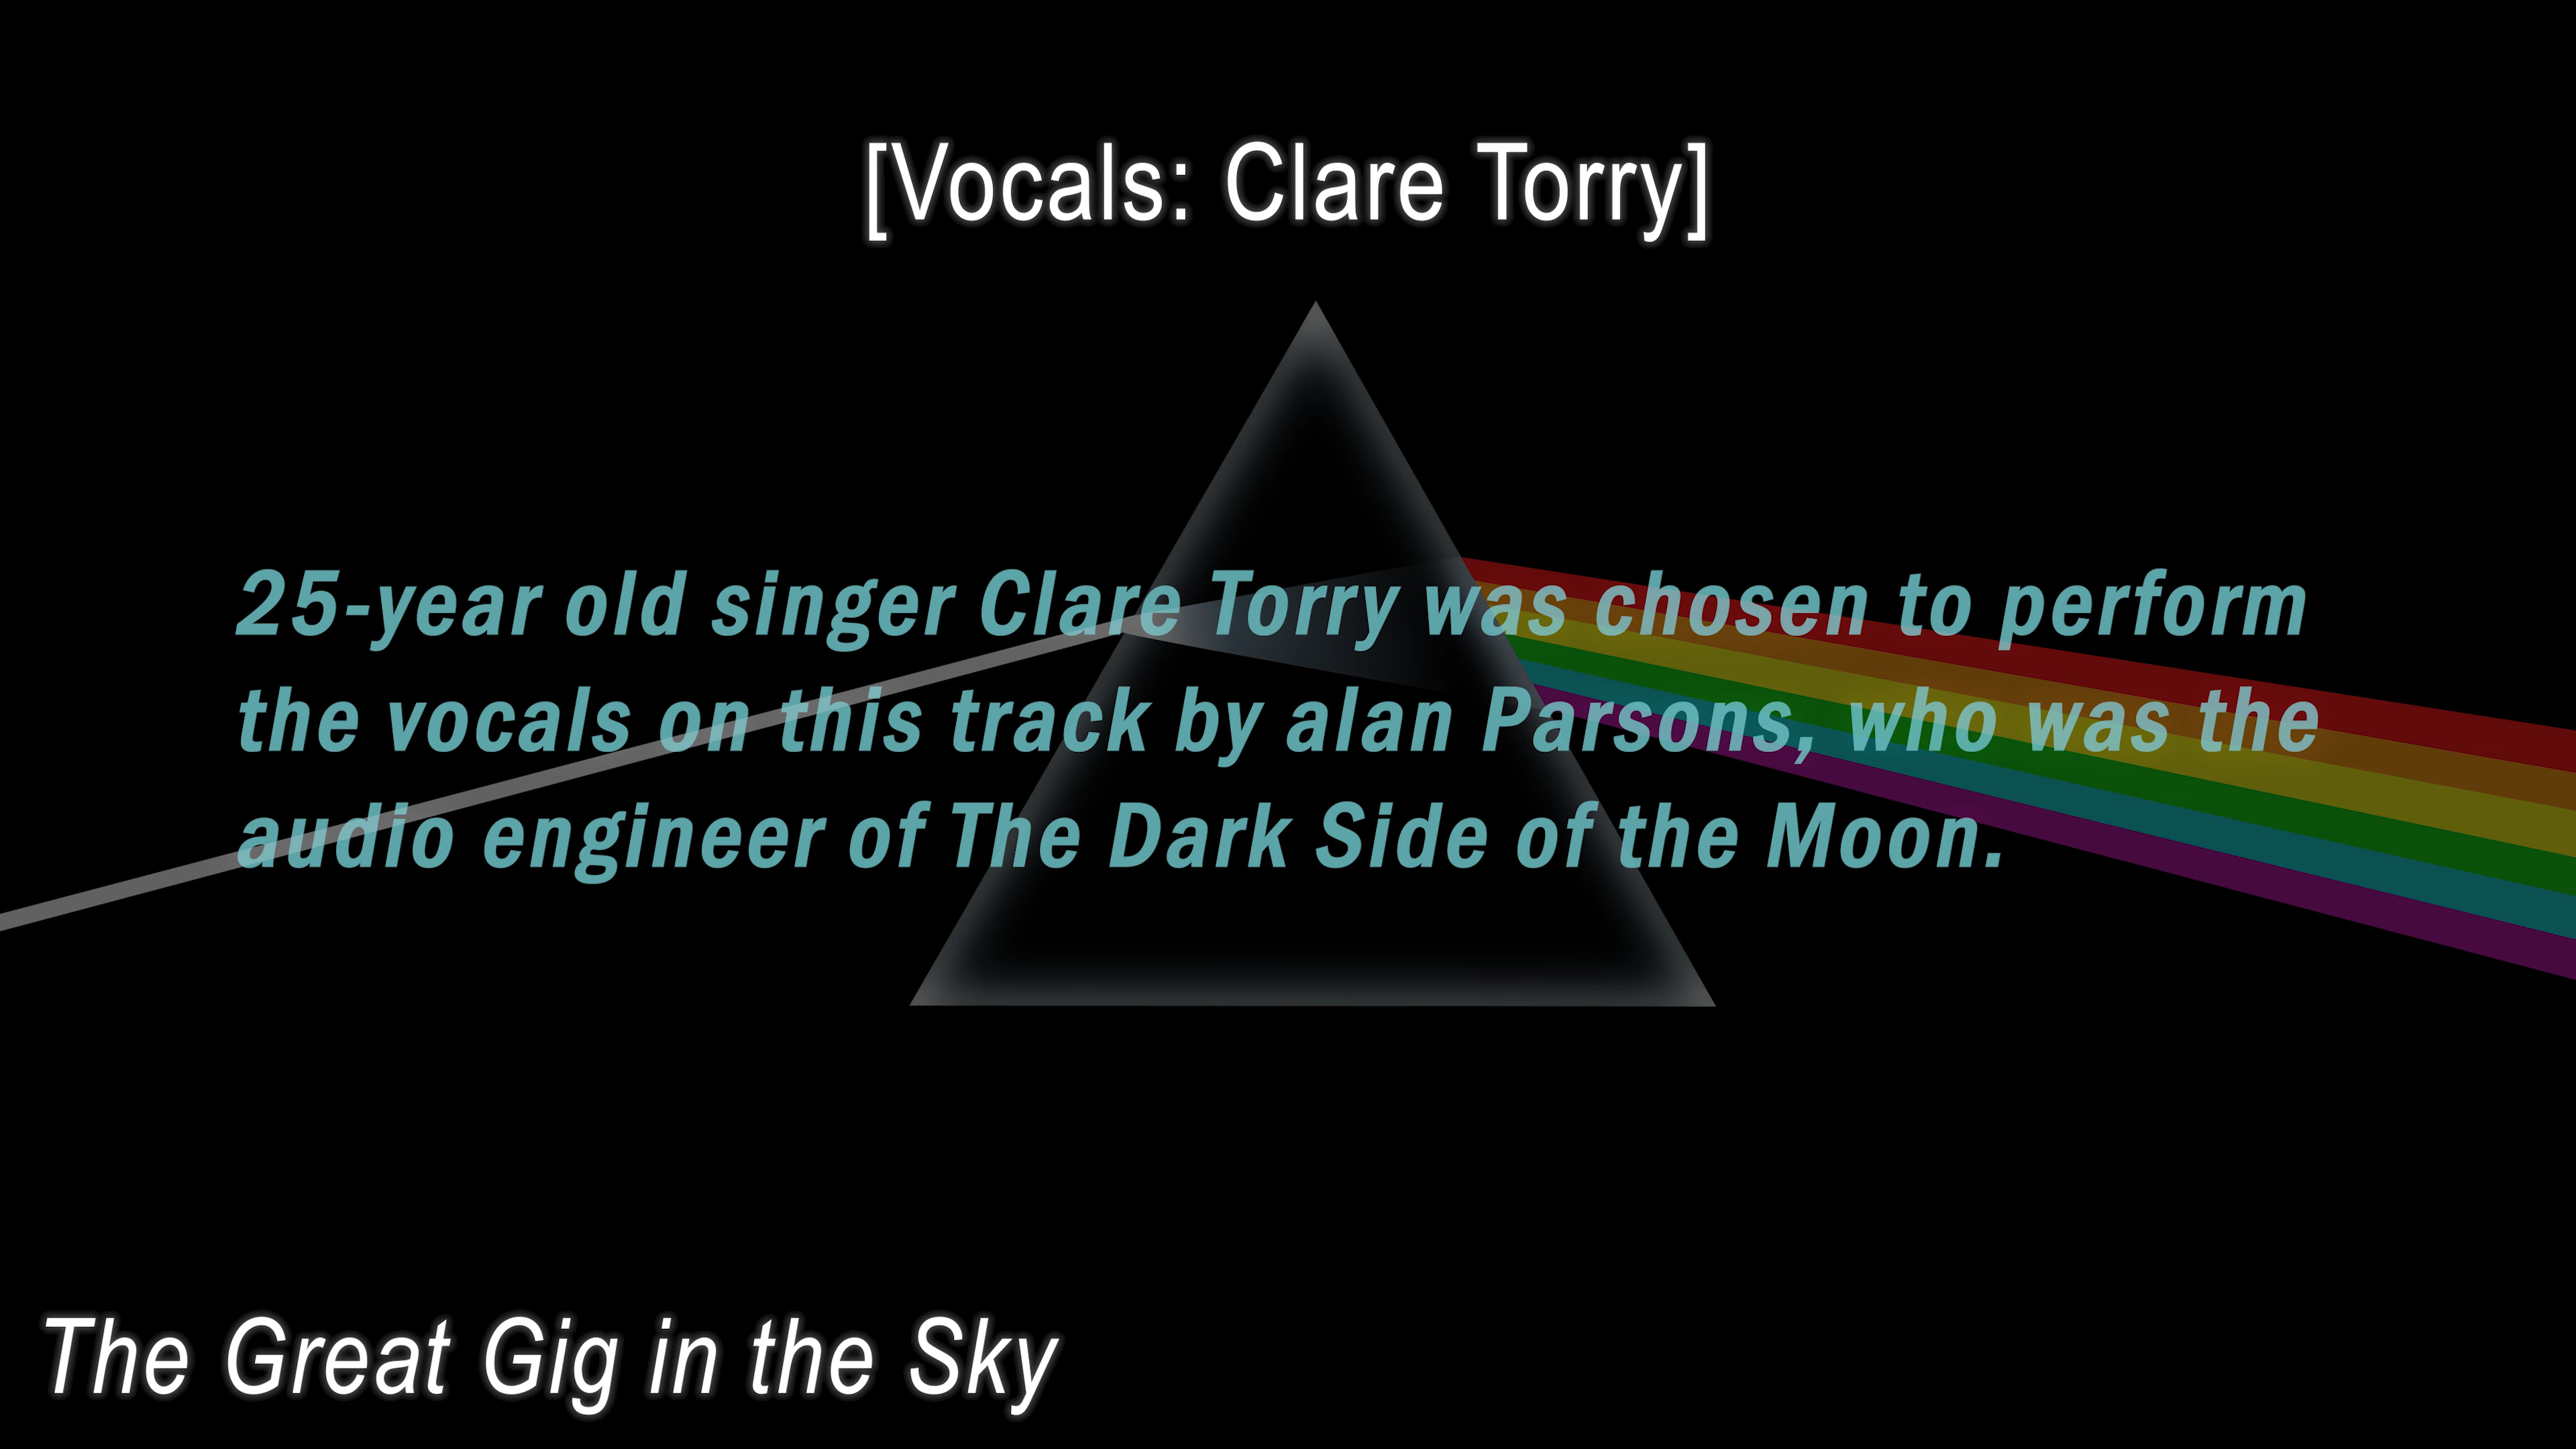 [Vocals: Clare Torry]
25-year old singer Clare Torry was chosen to perform
the vocals on this track by alan Parsons, who was the
audio engineer of The Dark Side of the Moon.
The Great Gig in the Sky